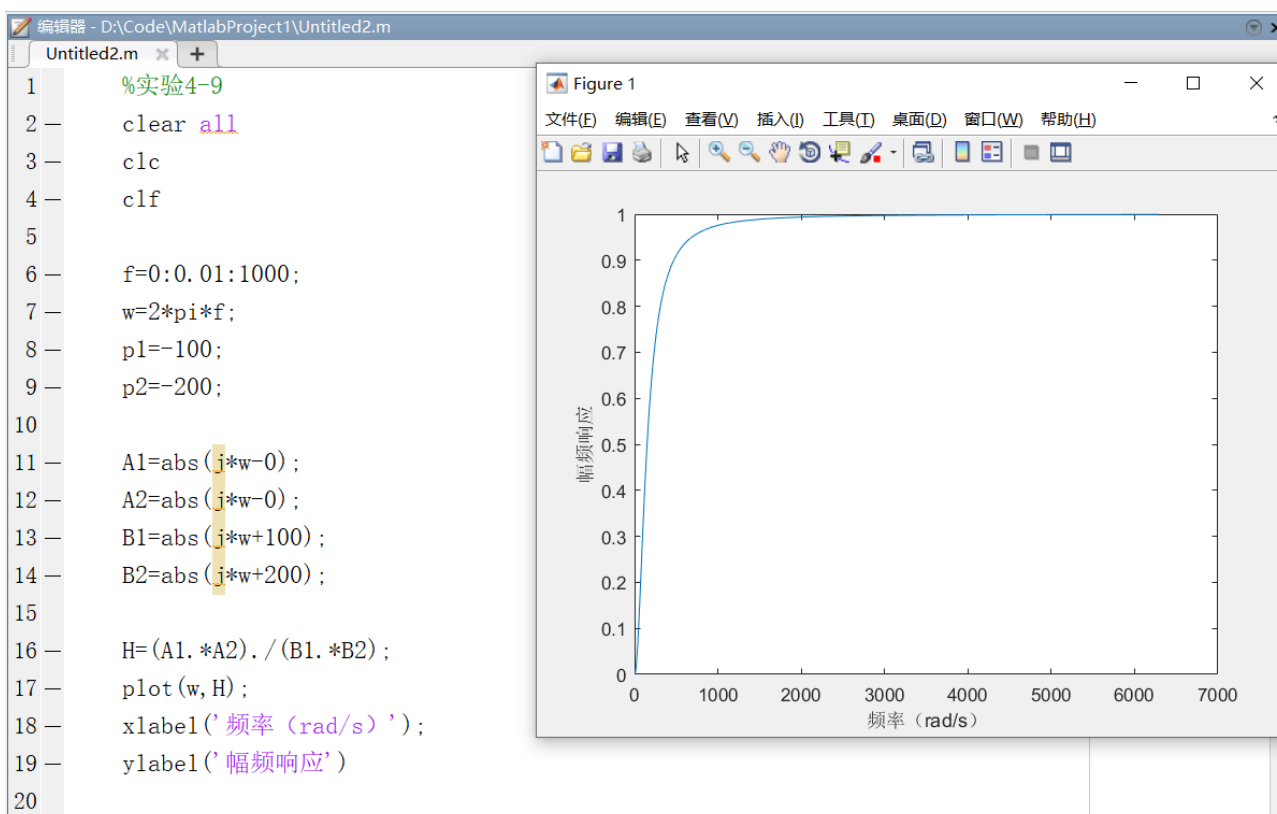 编辑器 - D:\Code\MatlabProject1\Untitled2.m
Untitled2.m
1 %实验4-9
2 — clear all
3 — clc
4 — clf
5
6 — f=0:0.01:1000;
7 — w=2*pi*f;
8 — p1=-100;
9 — p2=-200;
10
11 — A1=abs(j*w-0);
12 — A2=abs(j*w-0);
13 — B1=abs(j*w+100);
14 — B2=abs(j*w+200);
15
16 — H=(A1.*A2)./(B1.*B2);
17 — plot(w,H);
18 — xlabel('频率（rad/s）');
19 — ylabel('幅频响应')
20
Figure 1
文件(F) 编辑(E) 查看(V) 插入(I) 工具(T) 桌面(D) 窗口(W) 帮助(H)
1
0.9
0.8
0.7
0.6
0.5
0.4
0.3
0.2
0.1
0
幅频响应
0 1000 2000 3000 4000 5000 6000 7000
频率（rad/s）